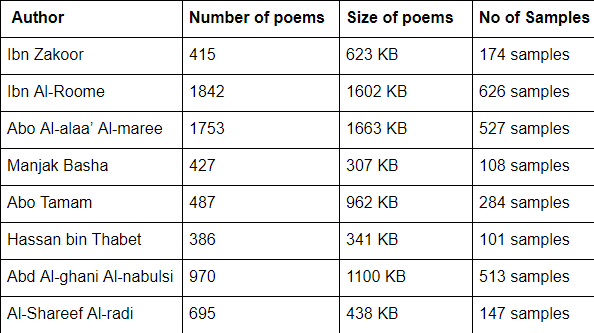 Author Number of poems Size of poems No of Samples
Ibn Zakoor 415 623 KB 174 samples
Ibn Al-Roome 1842 1602 KB 626 samples
Abo Al-alaa’ Al-maree 1753 1663 KB 527 samples
Manjak Basha 427 307 KB 108 samples
Abo Tamam 487 962 KB 284 samples
Hassan bin Thabet 386 341 KB 101 samples
Abd Al-ghani Al-nabulsi 970 1100 KB 513 samples
Al-Shareef Al-radi 695 438 KB 147 samples